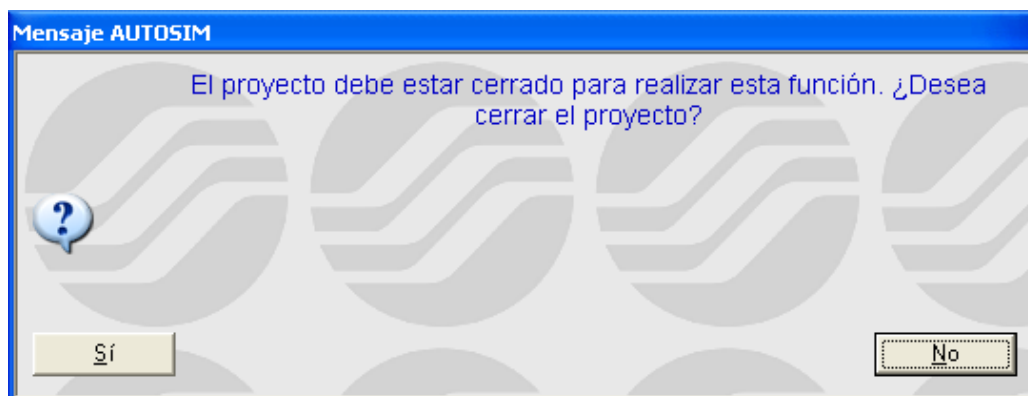 Mensaje AUTOSIM
El proyecto debe estar cerrado para realizar esta función. ¿Desea
cerrar el proyecto?
Sí
No